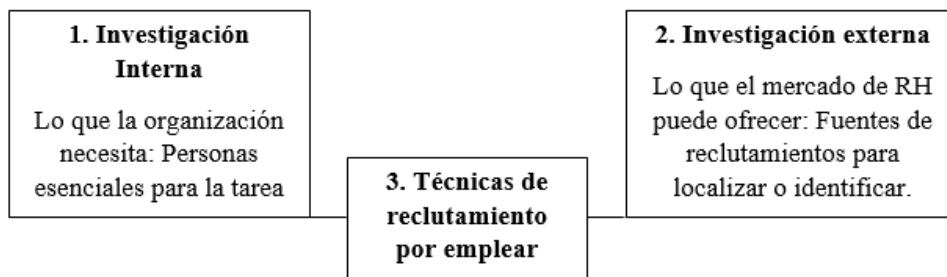 1. Investigación
Interna
Lo que la organización
necesita: Personas
esenciales para la tarea
2. Investigación externa
Lo que el mercado de RH
puede ofrecer: Fuentes de
reclutamientos para
localizar o identificar.
3. Técnicas de
reclutamiento
por emplear